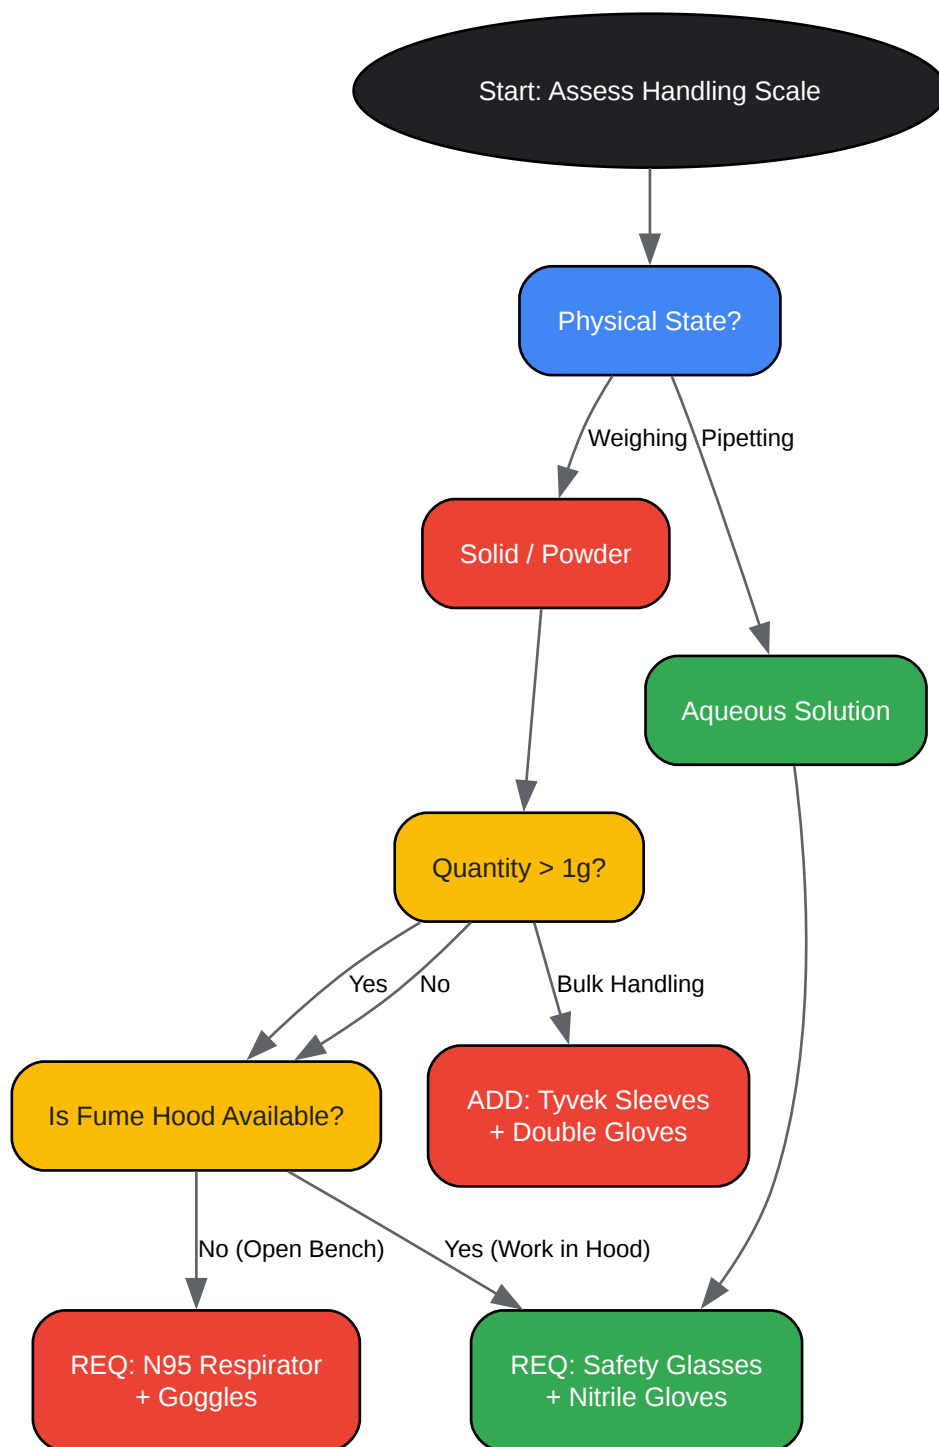 Start: Assess Handling Scale
Physical State?
Weighing
Pipetting
Solid / Powder
Aqueous Solution
Quantity > 1g?
Yes
No
Bulk Handling
Is Fume Hood Available?
ADD: Tyvek Sleeves
+ Double Gloves
No (Open Bench)
Yes (Work in Hood)
REQ: N95 Respirator
+ Goggles
REQ: Safety Glasses
+ Nitrile Gloves